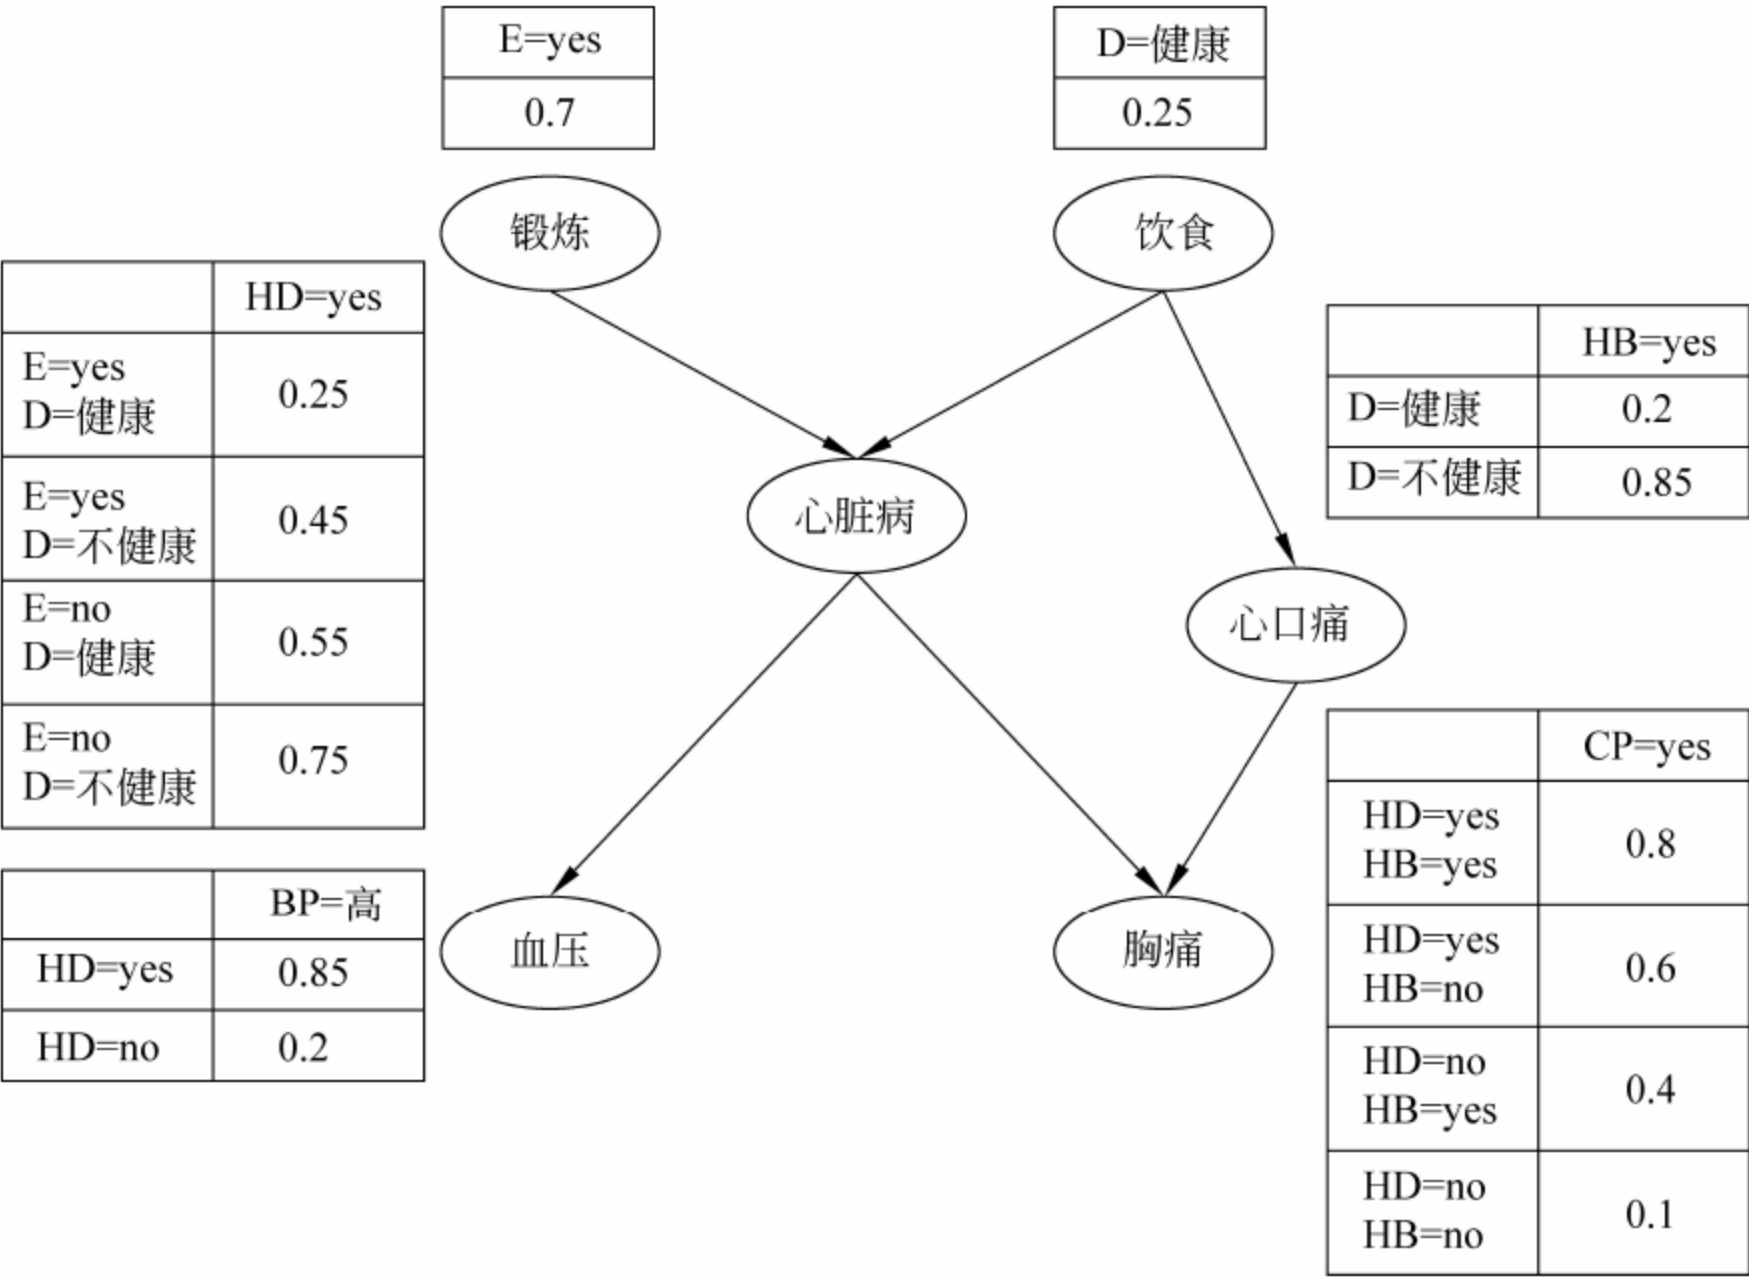 E=yes
0.7
D=健康
0.25
锻炼
饮食
HD=yes
E=yes
D=健康
0.25
E=yes
D=不健康
0.45
E=no
D=健康
0.55
E=no
D=不健康
0.75
HB=yes
D=健康
0.2
D=不健康
0.85
心脏病
心口痛
BP=高
HD=yes
0.85
HD=no
0.2
血压
胸痛
CP=yes
HD=yes
HB=yes
0.8
HD=yes
HB=no
0.6
HD=no
HB=yes
0.4
HD=no
HB=no
0.1